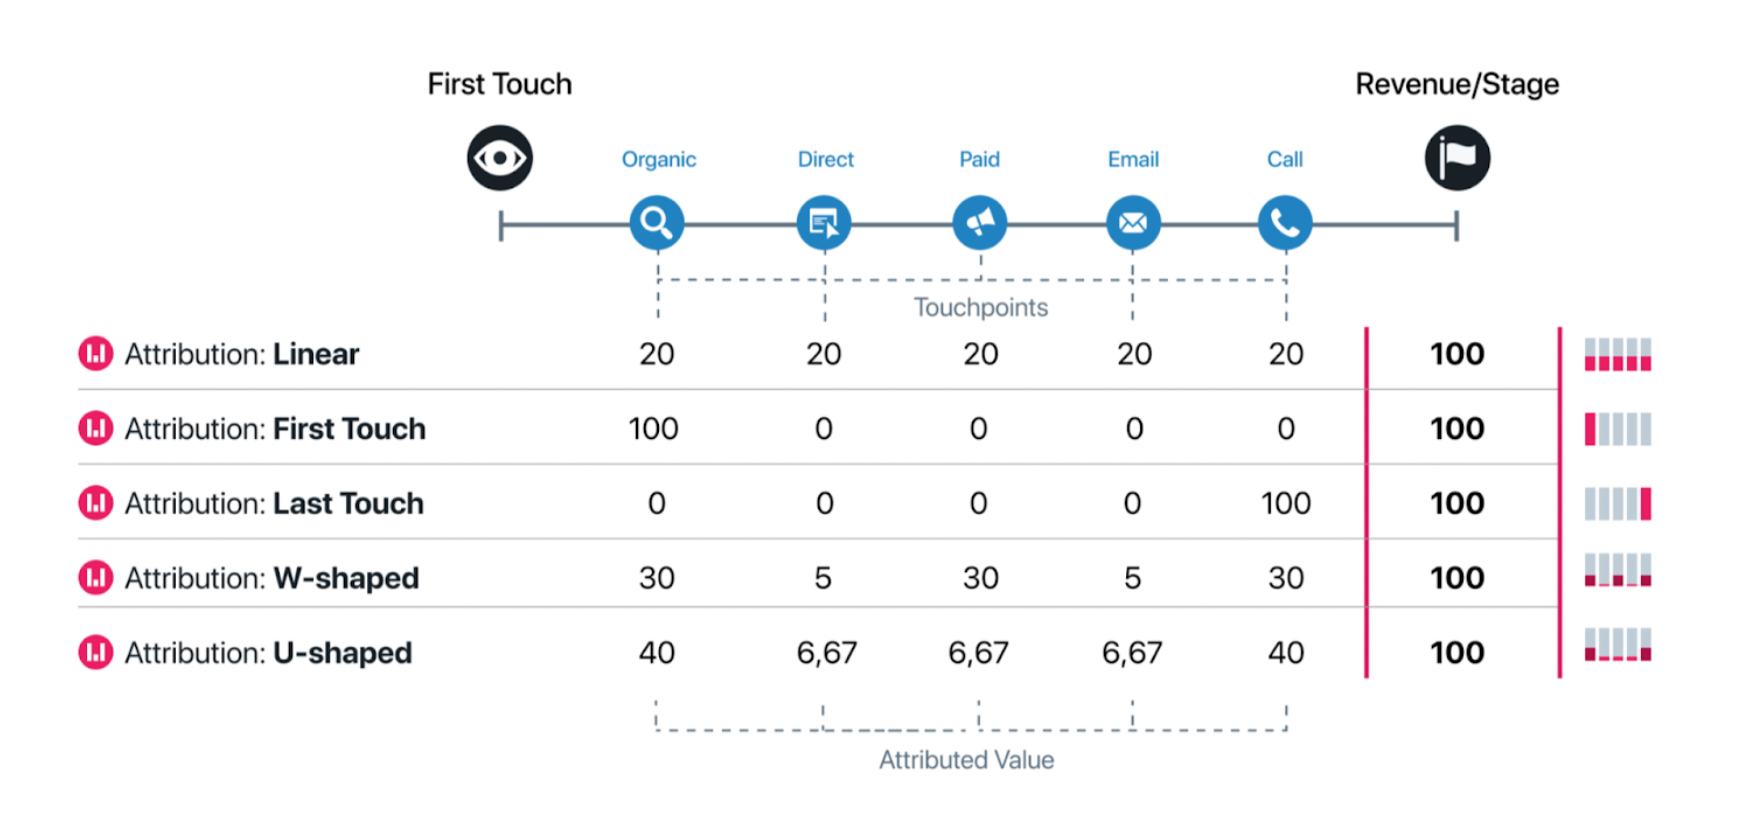 First Touch
Revenue/Stage
Organic Direct Paid Email Call
Touchpoints
Attribution: Linear 20 20 20 20 20 100
Attribution: First Touch 100 0 0 0 0 100
Attribution: Last Touch 0 0 0 0 100 100
Attribution: W-shaped 30 5 30 5 30 100
Attribution: U-shaped 40 6,67 6,67 6,67 40 100
Attributed Value